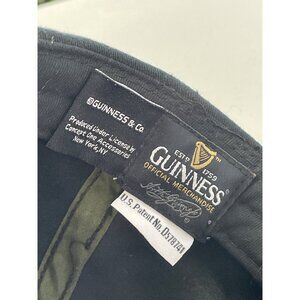 ©GUINNESS & Co.
Produced Under License by
Concept One Accessories
New York, NY
ESTD 1759
GUINNESS
OFFICIAL MERCHANDISE
U.S. Patent No. D578741